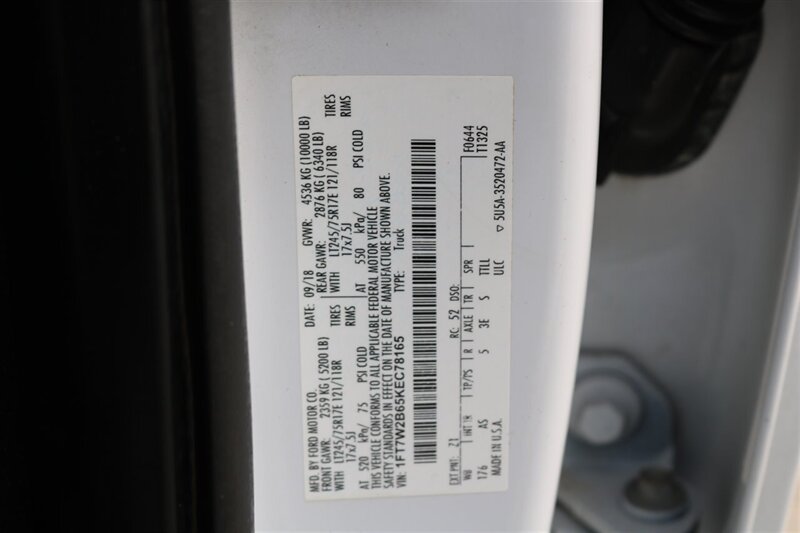 MFD. BY FORD MOTOR CO. DATE: 09/18 GVWR: 4536 KG (10000 LB)
FRONT GAWR: 2359 KG (5200 LB) REAR GAWR: 2876 KG (6340 LB)
WITH LT245/75R17E 121/118R TIRES WITH LT245/75R17E 121/118R TIRES
17x7.5J RIMS 17x7.5J RIMS
AT 520 kPa/ 75 PSI COLD AT 550 kPa/ 80 PSI COLD
THIS VEHICLE CONFORMS TO ALL APPLICABLE FEDERAL MOTOR VEHICLE
SAFETY STANDARDS IN EFFECT ON THE DATE OF MANUFACTURE SHOWN ABOVE.
VIN: 1FT7W2B65KEC78165 TYPE: Truck
F0644
T1325
EXT PNT: Z1 RC: 52 DSO:
WB INT TR TP/PS R AXLE TR SPR
176 AS 5 3E S TTLL
MADE IN U.S.A. ULC ▽ 5U5A-3520472-AA